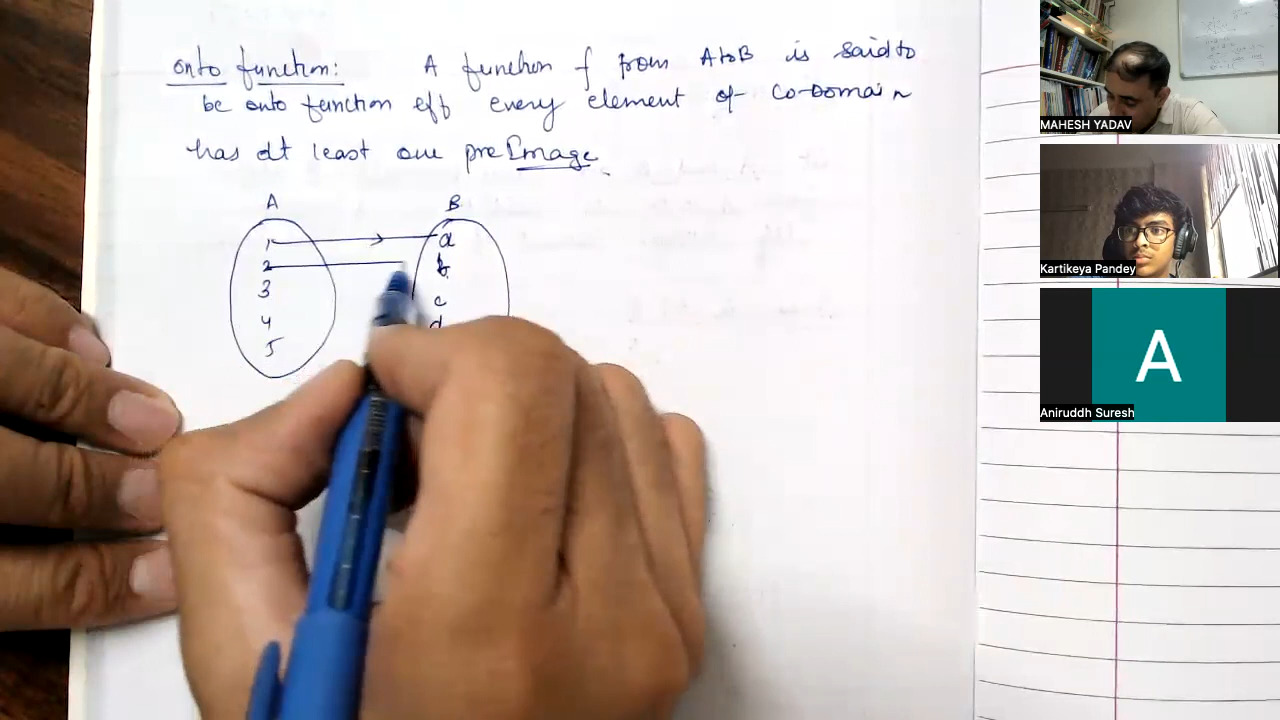 onto function: A function f from A to B is said to
be onto function eff every element of co-Domain
has at least one pre Image.
A B
1 a
2 b
3 c
4 d
5
MAHESH YADAV
Kartikeya Pandey
A
Aniruddh Suresh